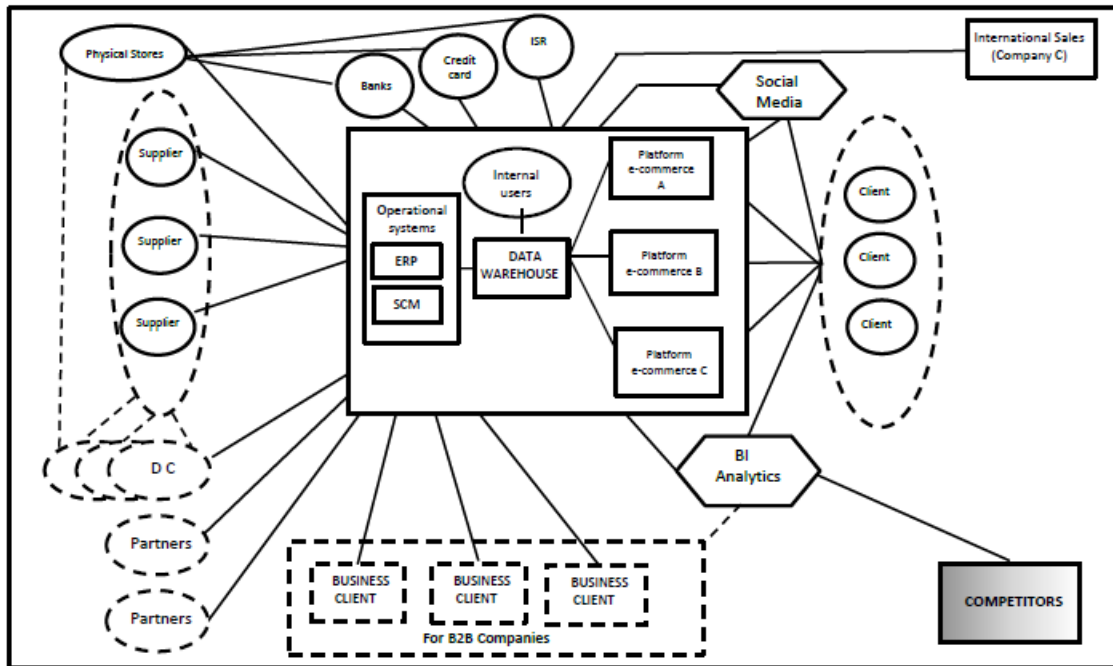 Physical Stores
Banks
Credit
card
ISR
International Sales
(Company C)
Social
Media
Supplier
Supplier
Supplier
Internal
users
Operational
systems
ERP
SCM
DATA
WAREHOUSE
Platform
e-commerce
A
Platform
e-commerce B
Platform
e-commerce C
Client
Client
Client
D C
Partners
Partners
BI
Analytics
BUSINESS
CLIENT
BUSINESS
CLIENT
BUSINESS
CLIENT
For B2B Companies
COMPETITORS